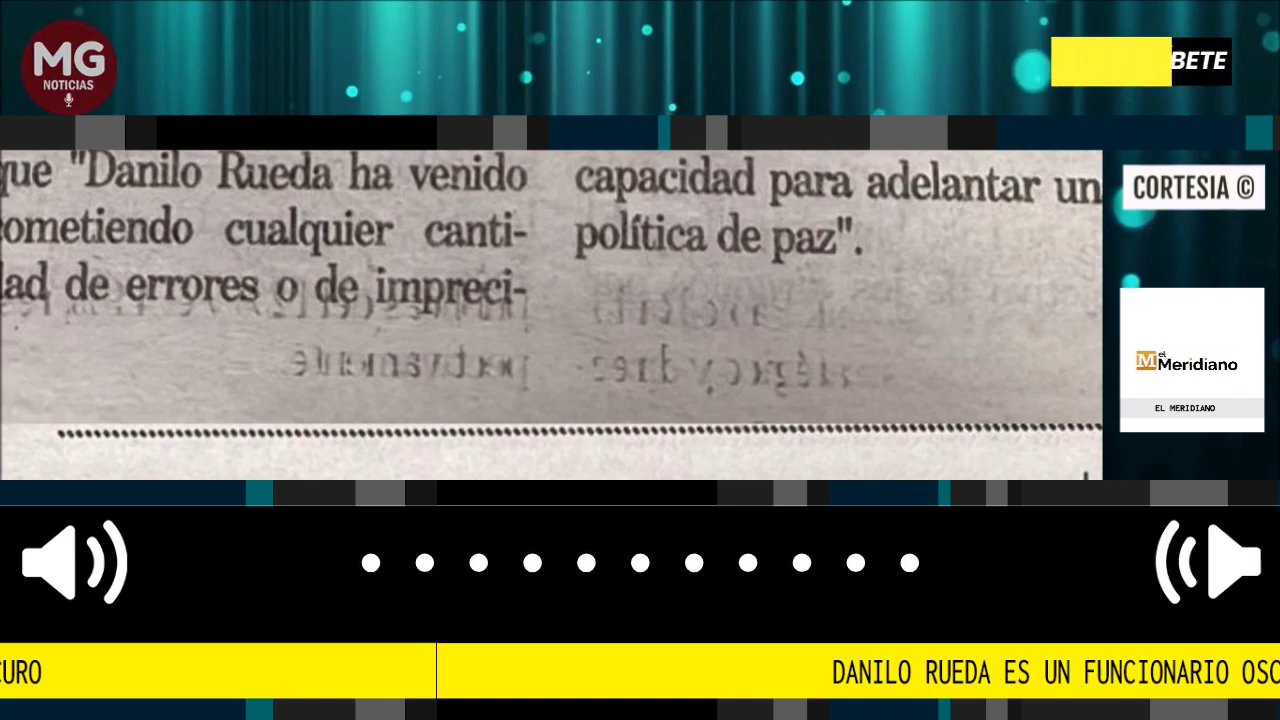 MG
NOTICIAS
BETE
que "Danilo Rueda ha venido
cometiendo cualquier canti-
dad de errores o de impreci-
capacidad para adelantar un
política de paz".
CORTESIA ©
M el
Meridiano
EL MERIDIANO
CURO
DANILO RUEDA ES UN FUNCIONARIO OSC